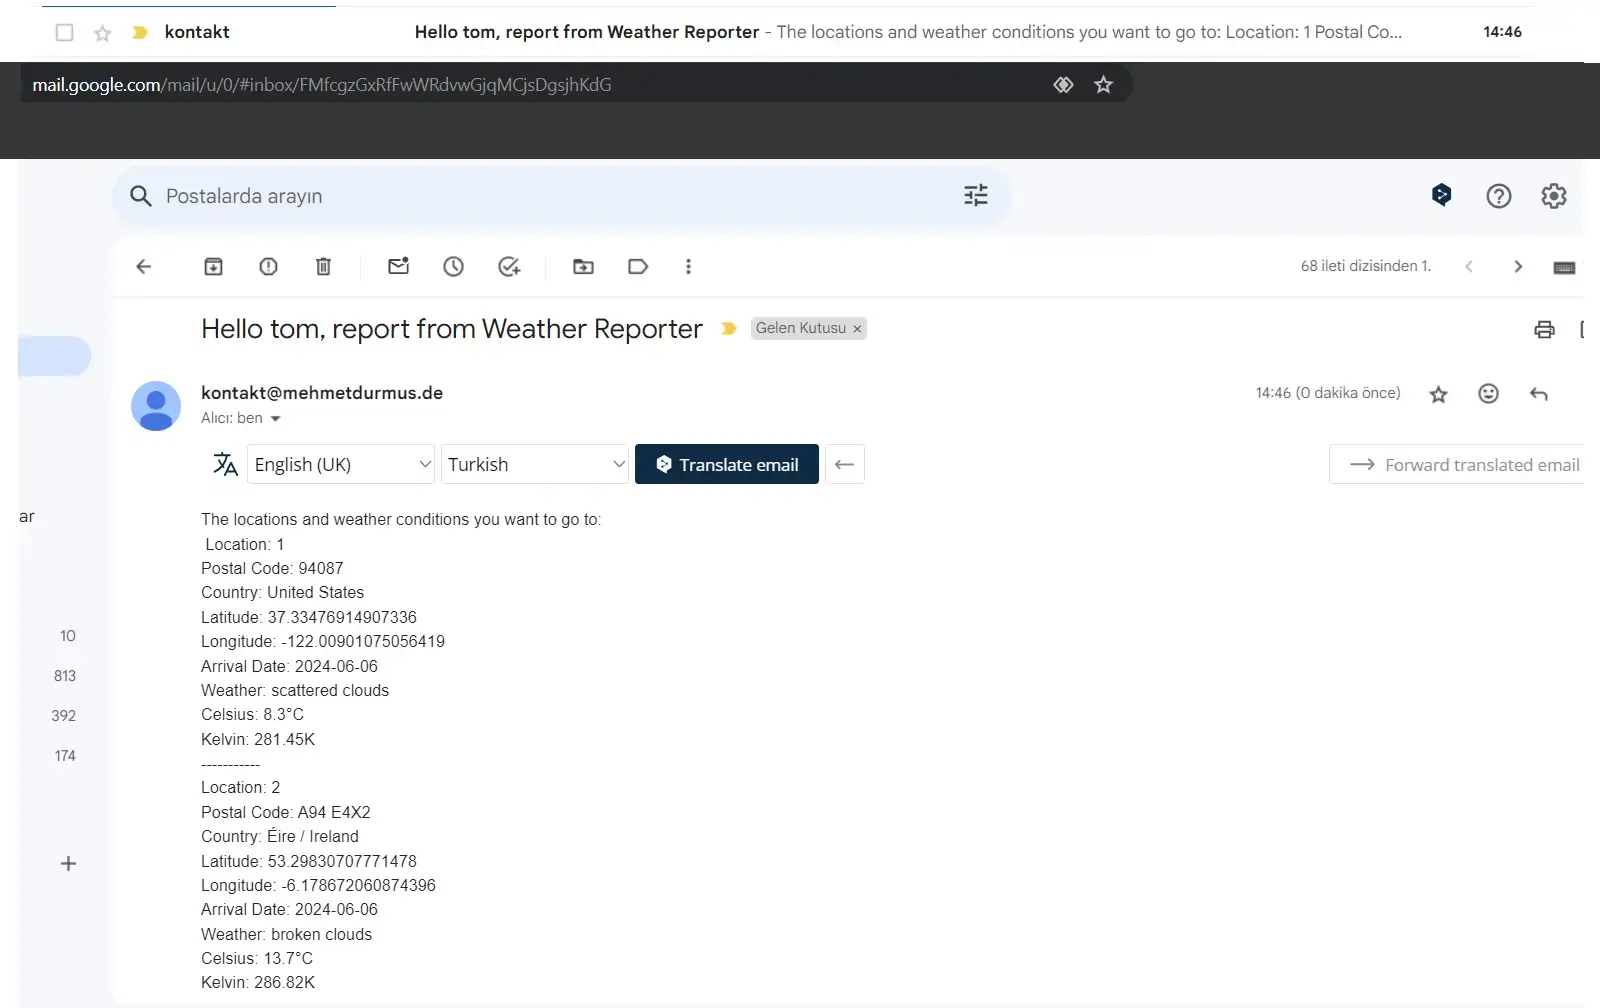 kontakt Hello tom, report from Weather Reporter - The locations and weather conditions you want to go to: Location: 1 Postal Co... 14:46
mail.google.com/mail/u/0/#inbox/FMfcgzGxRfFwWRdvwGjqMCjsDgsjhKdG
Postalarda arayın
68 ileti dizisinden 1.
Hello tom, report from Weather Reporter Gelen Kutusu ×
kontakt@mehmetdurmus.de 14:46 (0 dakika önce)
Alıcı: ben
English (UK) Turkish Translate email Forward translated email
ar
The locations and weather conditions you want to go to:
Location: 1
Postal Code: 94087
Country: United States
Latitude: 37.33476914907336
Longitude: -122.00901075056419
Arrival Date: 2024-06-06
Weather: scattered clouds
Celsius: 8.3°C
Kelvin: 281.45K
-----------
Location: 2
Postal Code: A94 E4X2
Country: Éire / Ireland
Latitude: 53.29830707771478
Longitude: -6.178672060874396
Arrival Date: 2024-06-06
Weather: broken clouds
Celsius: 13.7°C
Kelvin: 286.82K
10
813
392
174